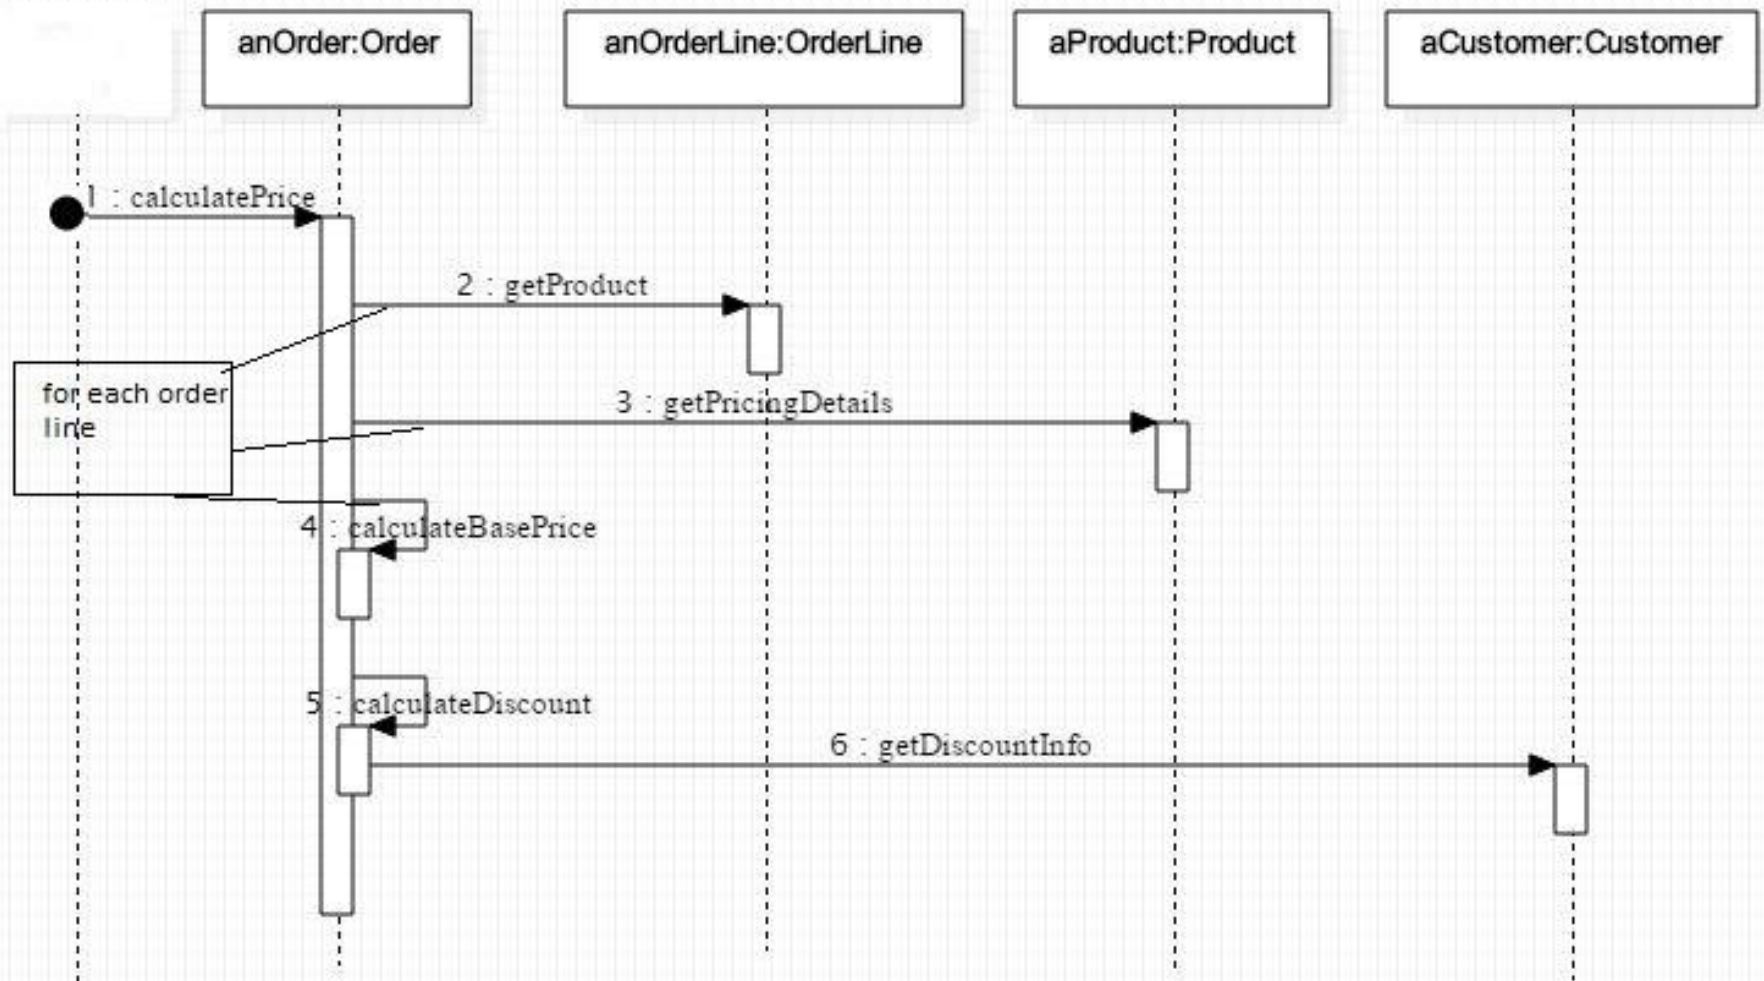 anOrder:Order
anOrderLine:OrderLine
aProduct:Product
aCustomer:Customer
1 : calculatePrice
2 : getProduct
for each order
line
3 : getPricingDetails
4 : calculateBasePrice
5 : calculateDiscount
6 : getDiscountInfo